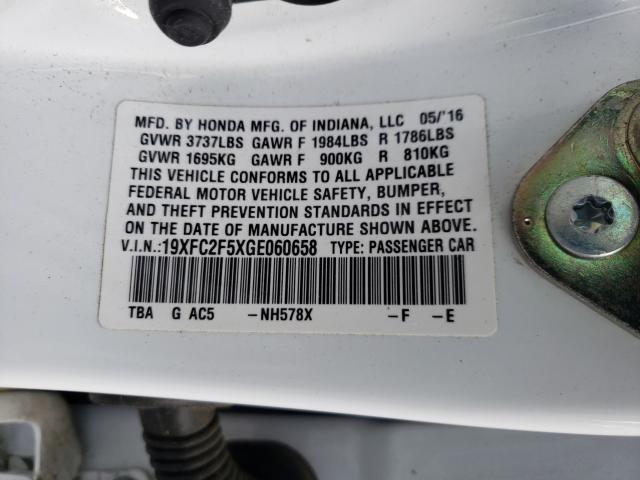 MFD. BY HONDA MFG. OF INDIANA, LLC 05/'16
GVWR 3737LBS GAWR F 1984LBS R 1786LBS
GVWR 1695KG GAWR F 900KG R 810KG
THIS VEHICLE CONFORMS TO ALL APPLICABLE
FEDERAL MOTOR VEHICLE SAFETY, BUMPER,
AND THEFT PREVENTION STANDARDS IN EFFECT
ON THE DATE OF MANUFACTURE SHOWN ABOVE.
V.I.N.:19XFC2F5XGE060658 TYPE: PASSENGER CAR
TBA G AC5 -NH578X -F -E